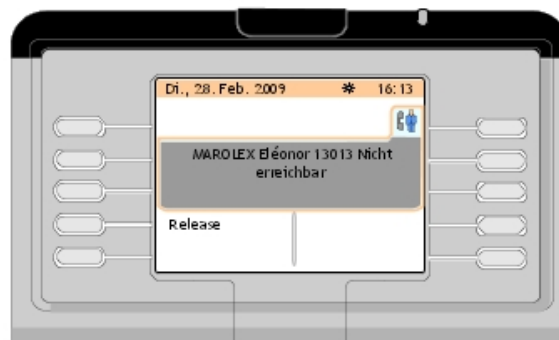 Di., 28. Feb. 2009 16:13
MAROLEX Eléonor 13013 Nicht
erreichbar
Release